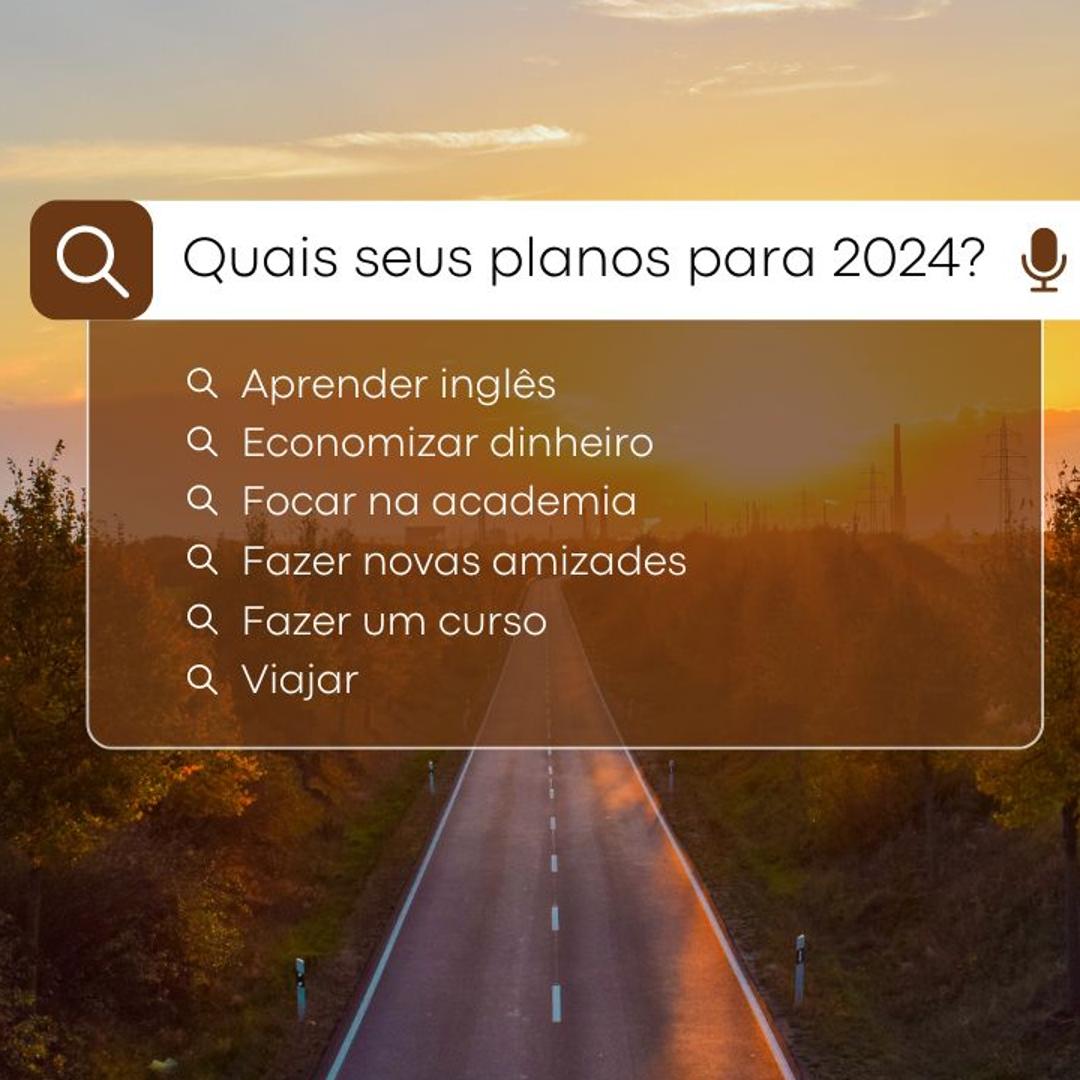 Quais seus planos para 2024?
Aprender inglês
Economizar dinheiro
Focar na academia
Fazer novas amizades
Fazer um curso
Viajar